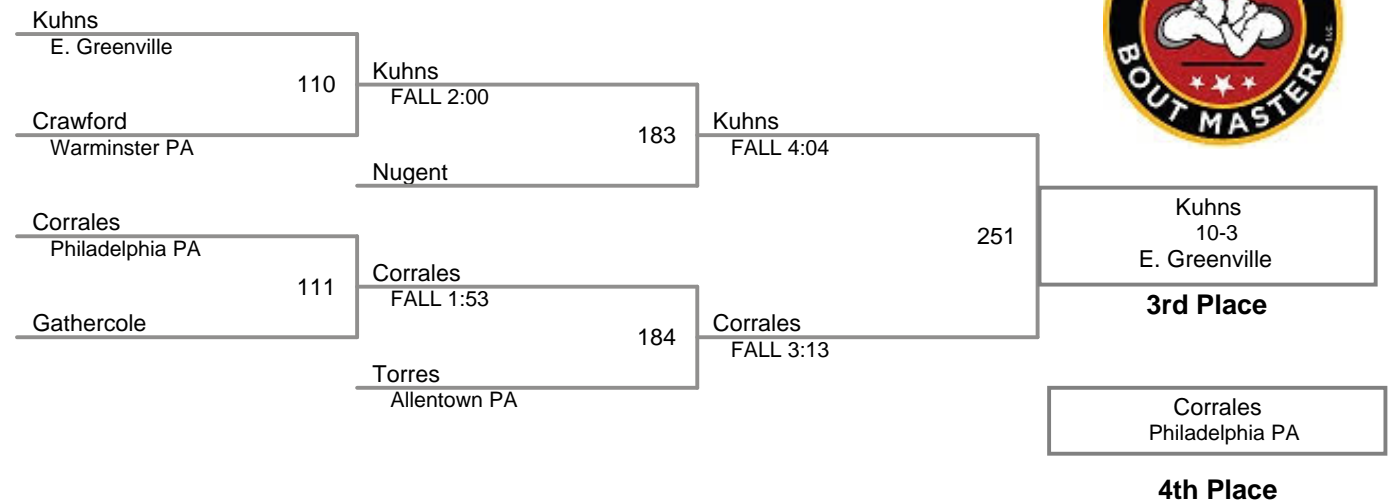 Kuhns
E. Greenville
110
Crawford
Warminster PA
Corrales
Philadelphia PA
111
Gathercole
Kuhns
FALL 2:00
183
Nugent
Corrales
FALL 1:53
184
Torres
Allentown PA
Kuhns
FALL 4:04
251
Corrales
FALL 3:13
BOUT MASTERS
Kuhns
10-3
E. Greenville
3rd Place
Corrales
Philadelphia PA
4th Place